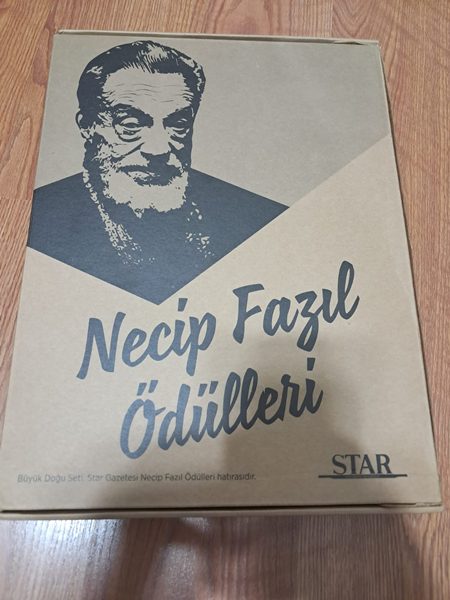 Necip Fazıl
Ödülleri
STAR
Büyük Doğu Seti, Star Gazetesi Necip Fazıl Ödülleri hatırasıdır.